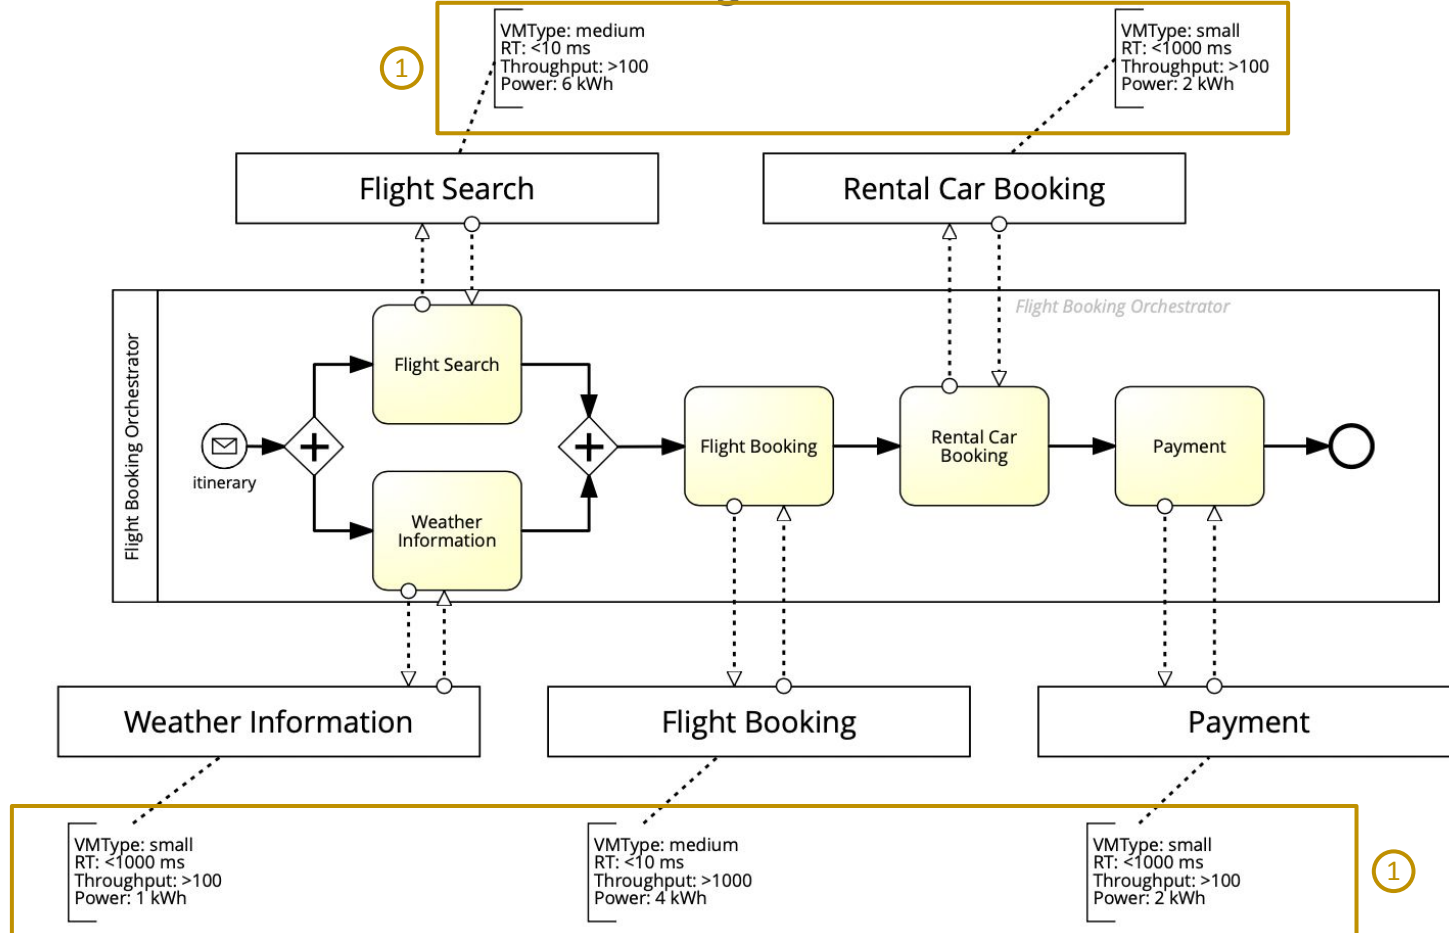 VMType: medium
RT: <10 ms
Throughput: >100
Power: 6 kWh
VMType: small
RT: <1000 ms
Throughput: >100
Power: 2 kWh
1
Flight Search
Rental Car Booking
Flight Booking Orchestrator
Flight Booking Orchestrator
itinerary
Flight Search
Weather
Information
Flight Booking
Rental Car
Booking
Payment
Weather Information
Flight Booking
Payment
VMType: small
RT: <1000 ms
Throughput: >100
Power: 1 kWh
VMType: medium
RT: <10 ms
Throughput: >1000
Power: 4 kWh
VMType: small
RT: <1000 ms
Throughput: >100
Power: 2 kWh
1